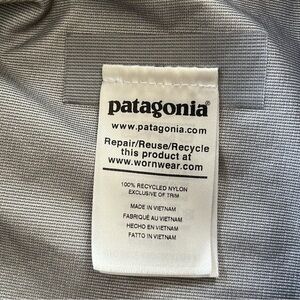 patagonia®
www.patagonia.com
Repair/Reuse/Recycle
this product at
www.wornwear.com
100% RECYCLED NYLON
EXCLUSIVE OF TRIM
MADE IN VIETNAM
FABRIQUÉ AU VIETNAM
HECHO EN VIETNAM
FATTO IN VIETNAM